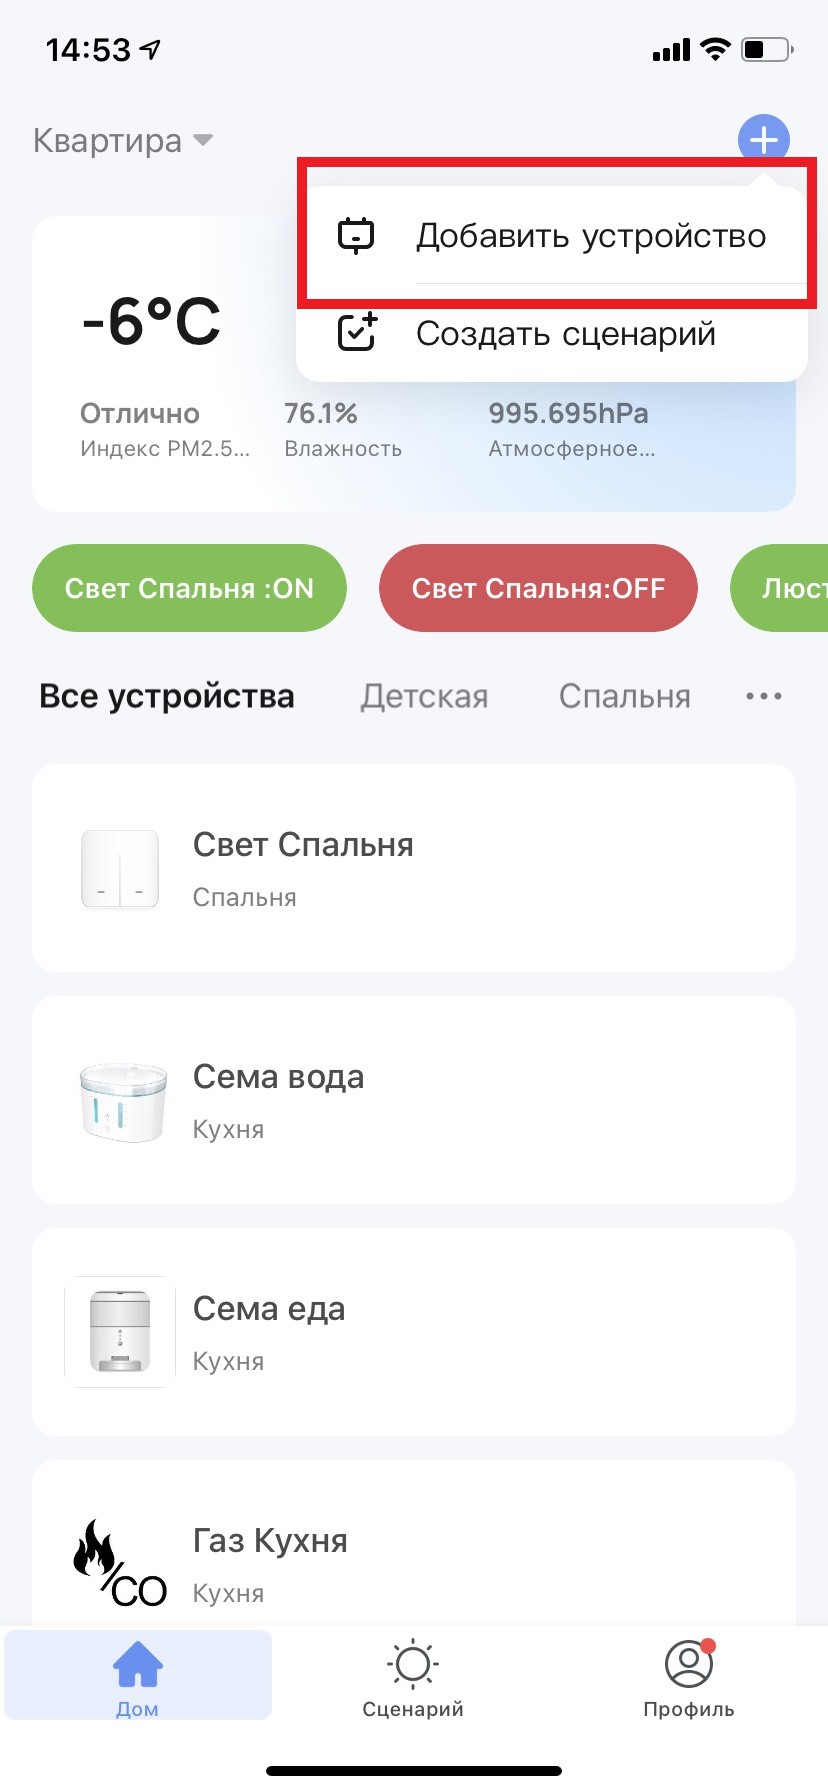 14:53
Квартира
Добавить устройство
Создать сценарий
-6°C
Отлично
76.1%
995.695hPa
Индекс PM2.5...
Влажность
Атмосферное...
Свет Спальня :ON
Свет Спальня:OFF
Люст
Все устройства
Детская
Спальня
Свет Спальня
Спальня
Сема вода
Кухня
Сема еда
Кухня
Газ Кухня
CO
Кухня
Дом
Сценарий
Профиль